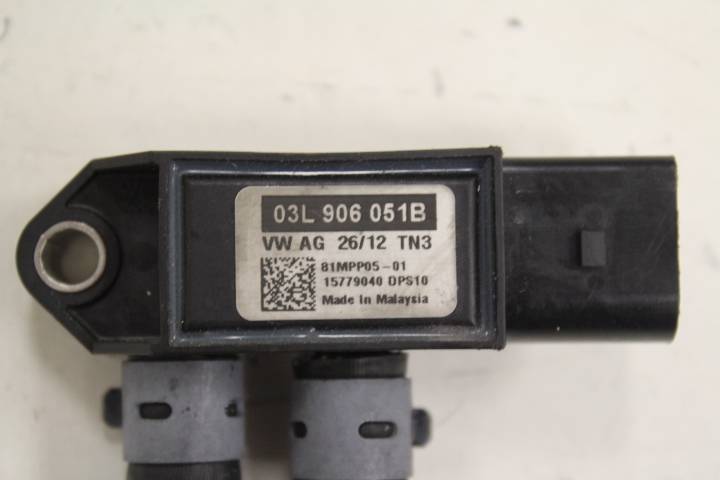 03L 906 051B
VW AG 26/12 TN3
81MPP05-01
15779040 DPS10
Made In Malaysia